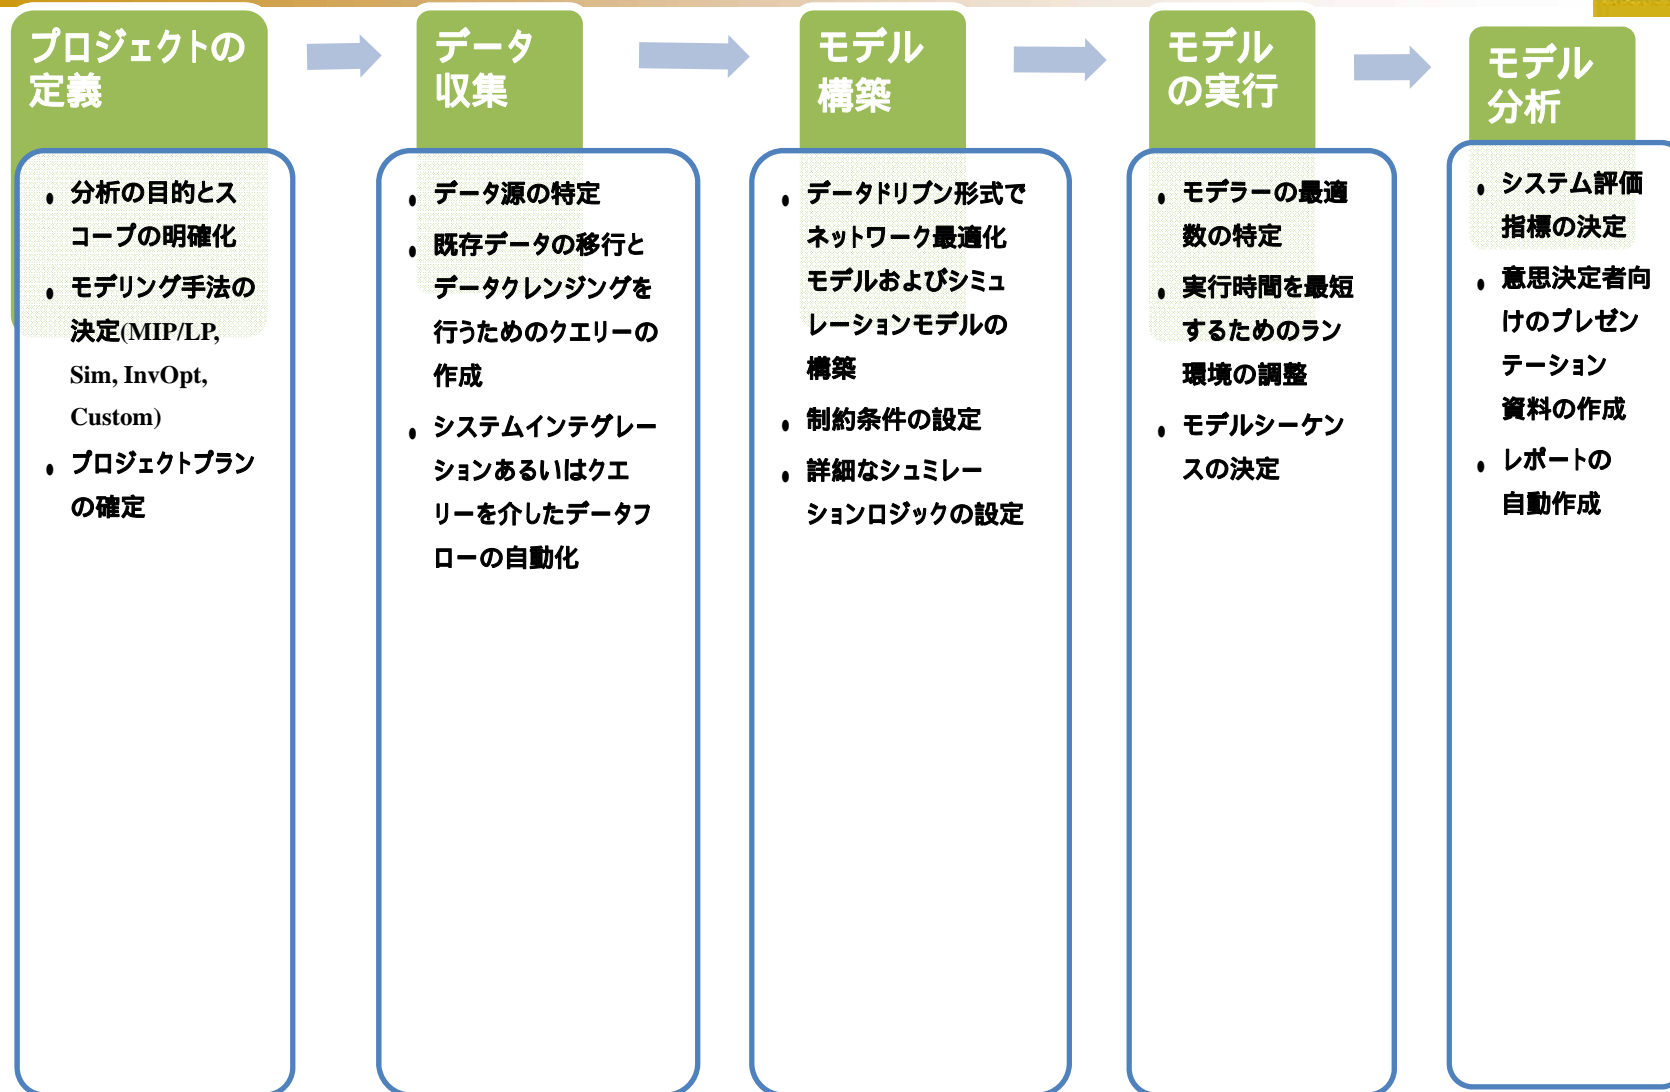 プロジェクトの
定義
・分析の目的とス
コープの明確化
・モデリング手法の
決定(MIP/LP,
Sim, InvOpt,
Custom)
・プロジェクトプラン
の確定
データ
収集
・データ源の特定
・既存データの移行と
データクレンジングを
行うためのクエリーの
作成
・システムインテグレー
ションあるいはクエ
リーを介したデータフ
ローの自動化
モデル
構築
・データドリブン形式で
ネットワーク最適化
モデルおよびシミュ
レーションモデルの
構築
・制約条件の設定
・詳細なシュミレー
ションロジックの設定
モデル
の実行
・モデラーの最適
数の特定
・実行時間を最短
するためのラン
環境の調整
・モデルシーケン
スの決定
モデル
分析
・システム評価
指標の決定
・意思決定者向
けのプレゼン
テーション
資料の作成
・レポートの
自動作成